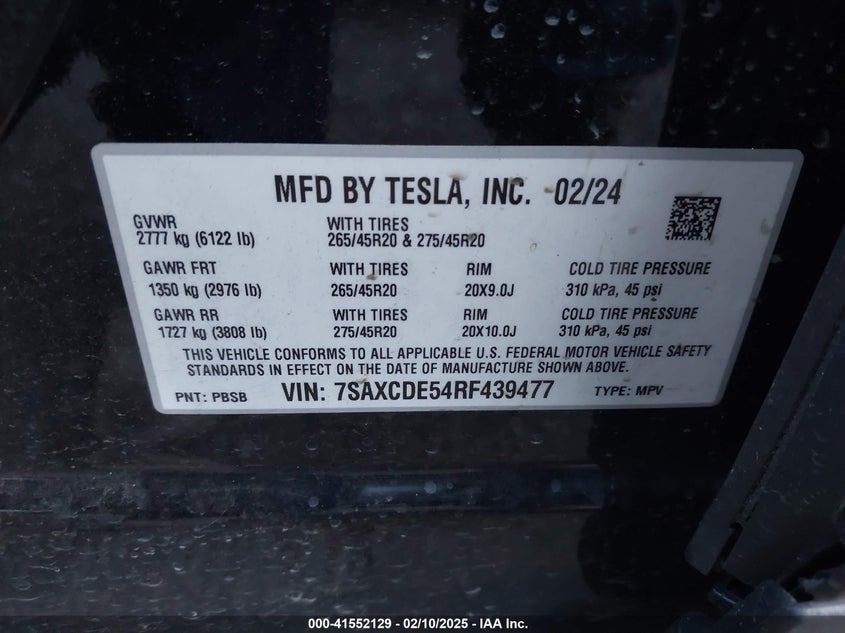 MFD BY TESLA, INC. 02/24
GVWR WITH TIRES
2777 kg (6122 lb) 265/45R20 & 275/45R20
GAWR FRT WITH TIRES RIM COLD TIRE PRESSURE
1350 kg (2976 lb) 265/45R20 20X9.0J 310 kPa, 45 psi
GAWR RR WITH TIRES RIM COLD TIRE PRESSURE
1727 kg (3808 lb) 275/45R20 20X10.0J 310 kPa, 45 psi
THIS VEHICLE CONFORMS TO ALL APPLICABLE U.S. FEDERAL MOTOR VEHICLE SAFETY
STANDARDS IN EFFECT ON THE DATE OF MANUFACTURE SHOWN ABOVE.
PNT: PBSB VIN: 7SAXCDE54RF439477 TYPE: MPV
000-41552129 - 02/10/2025 - IAA Inc.